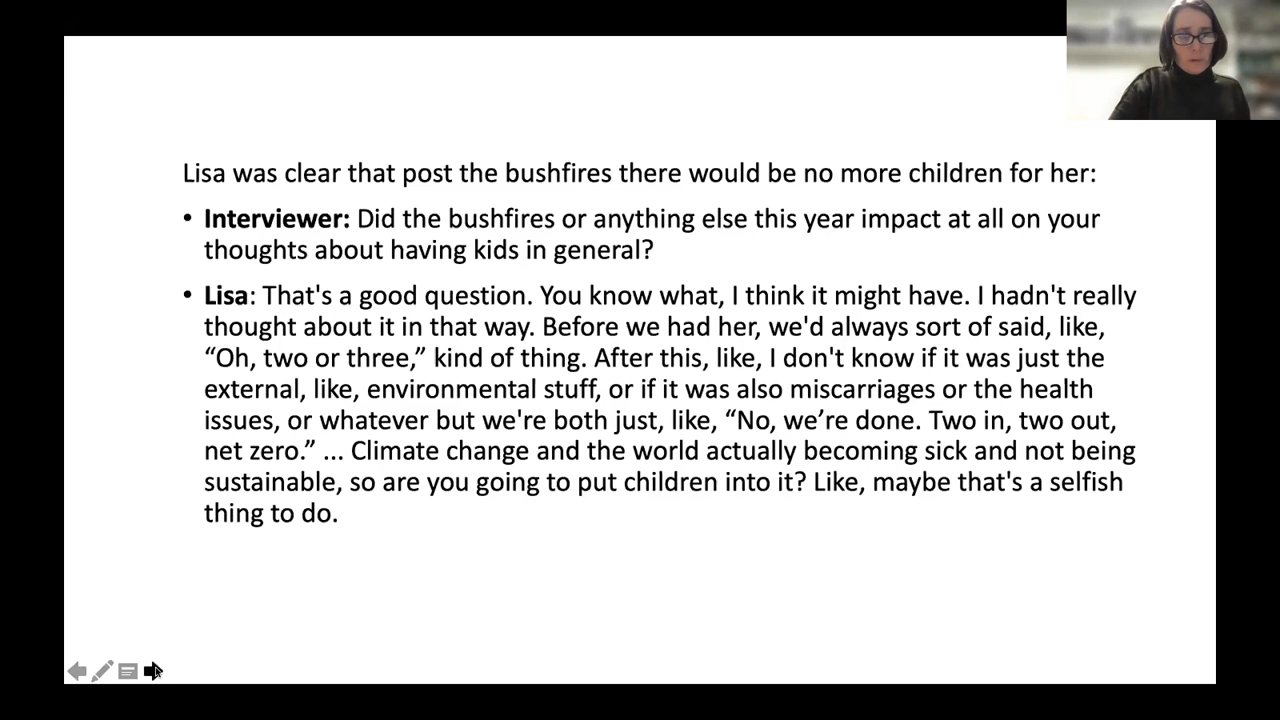 Lisa was clear that post the bushfires there would be no more children for her:
• Interviewer: Did the bushfires or anything else this year impact at all on your
thoughts about having kids in general?
• Lisa: That's a good question. You know what, I think it might have. I hadn't really
thought about it in that way. Before we had her, we'd always sort of said, like,
“Oh, two or three,” kind of thing. After this, like, I don't know if it was just the
external, like, environmental stuff, or if it was also miscarriages or the health
issues, or whatever but we're both just, like, “No, we’re done. Two in, two out,
net zero.” ... Climate change and the world actually becoming sick and not being
sustainable, so are you going to put children into it? Like, maybe that's a selfish
thing to do.